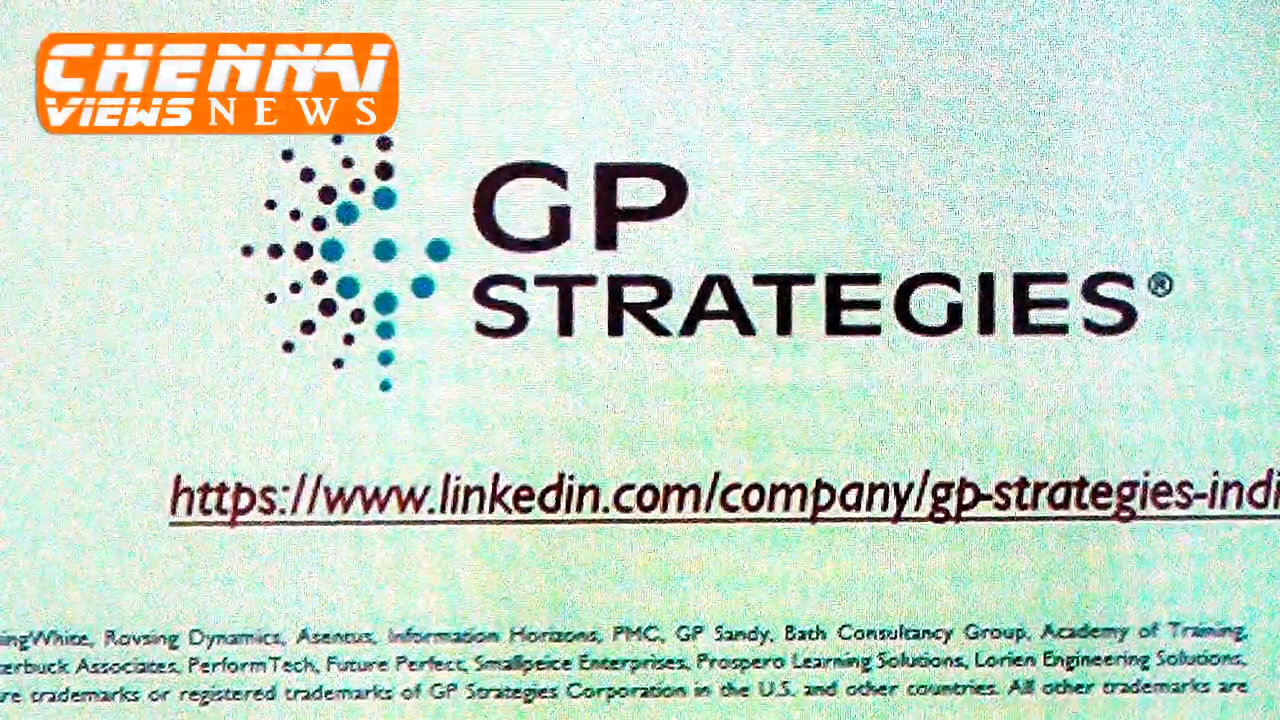 CHENNAI
VIEWS NEWS
GP
STRATEGIES®
https://www.linkedin.com/company/gp-strategies-indi
ingWhite, Rovsing Dynamics, Asentus, Information Horizons, PMC, GP Sandy, Bath Consultancy Group, Academy of Training,
erbuck Associates, PerformTech, Future Perfect, Smallpeice Enterprises, Prospero Learning Solutions, Lorien Engineering Solutions,
re trademarks or registered trademarks of GP Strategies Corporation in the U.S. and other countries. All other trademarks are